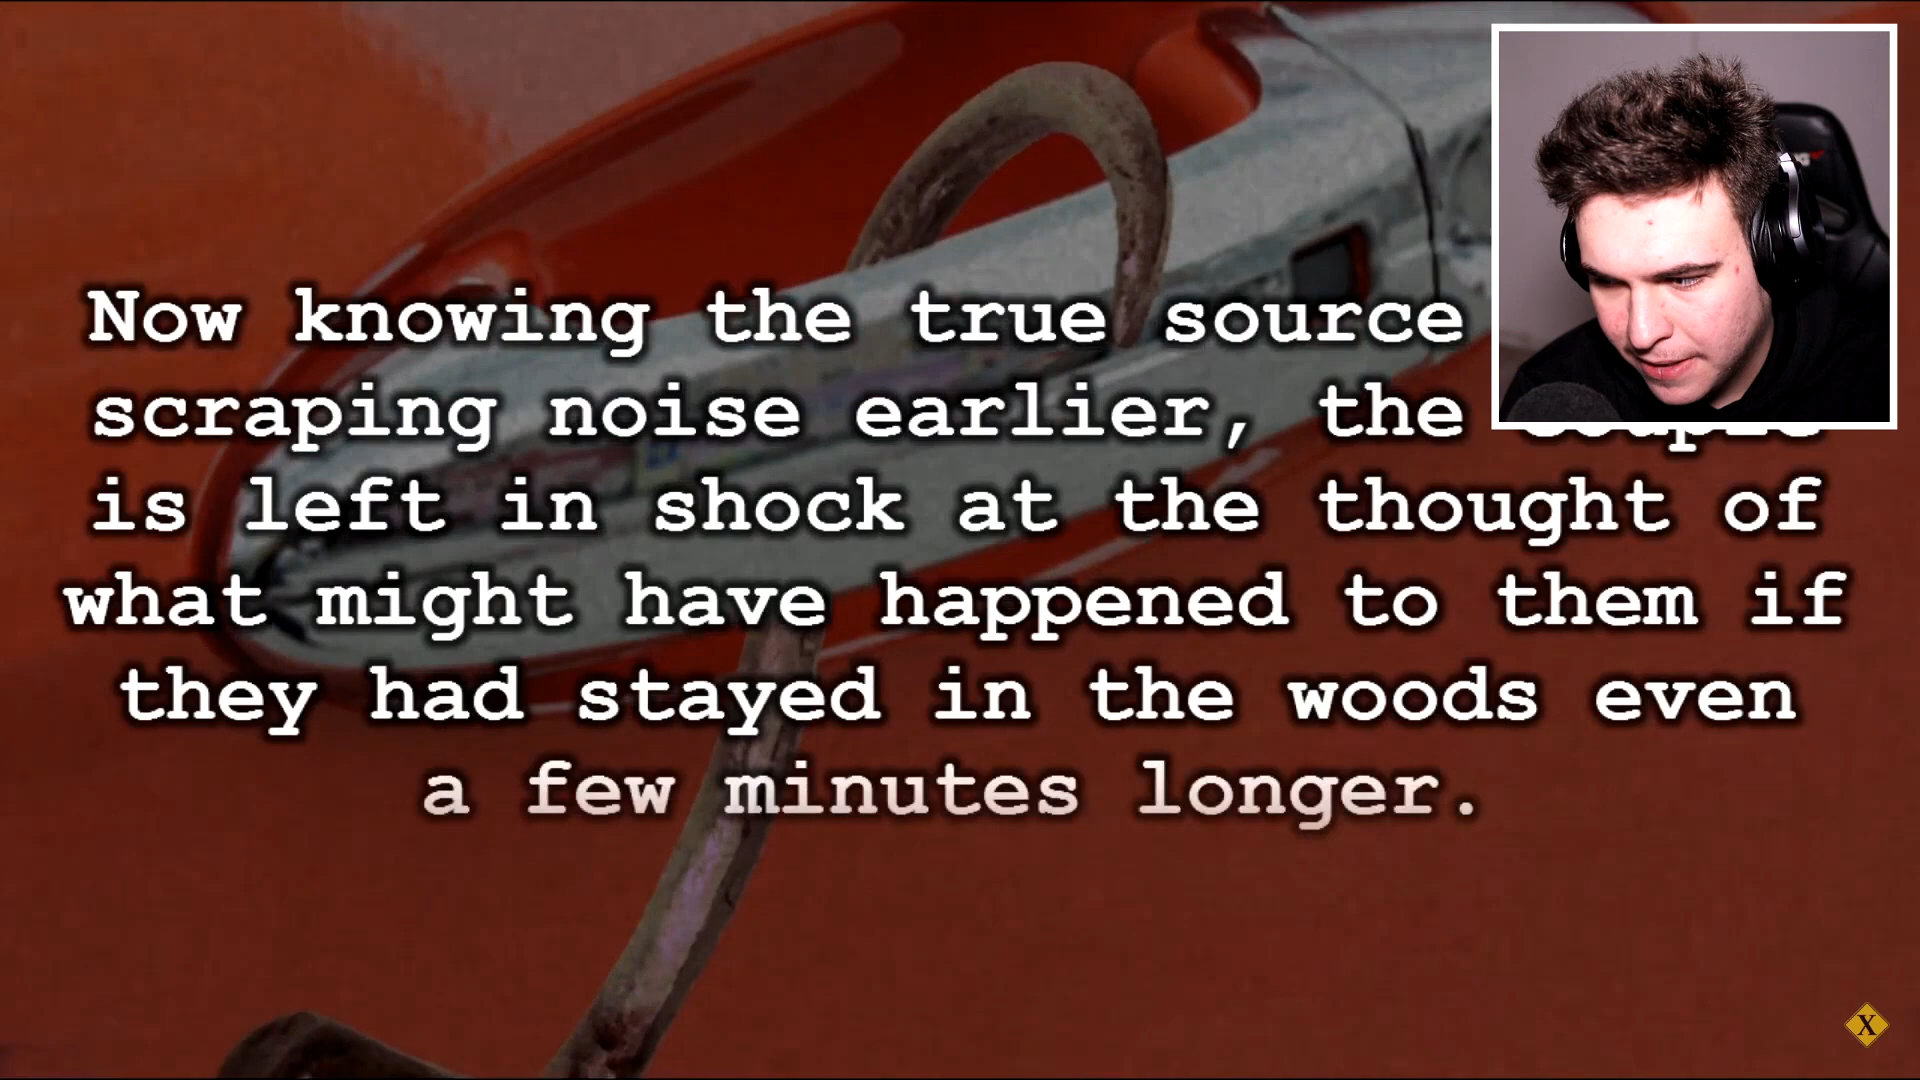 Now knowing the true source
scraping noise earlier, the
is left in shock at the thought of
what might have happened to them if
they had stayed in the woods even
a few minutes longer.
X